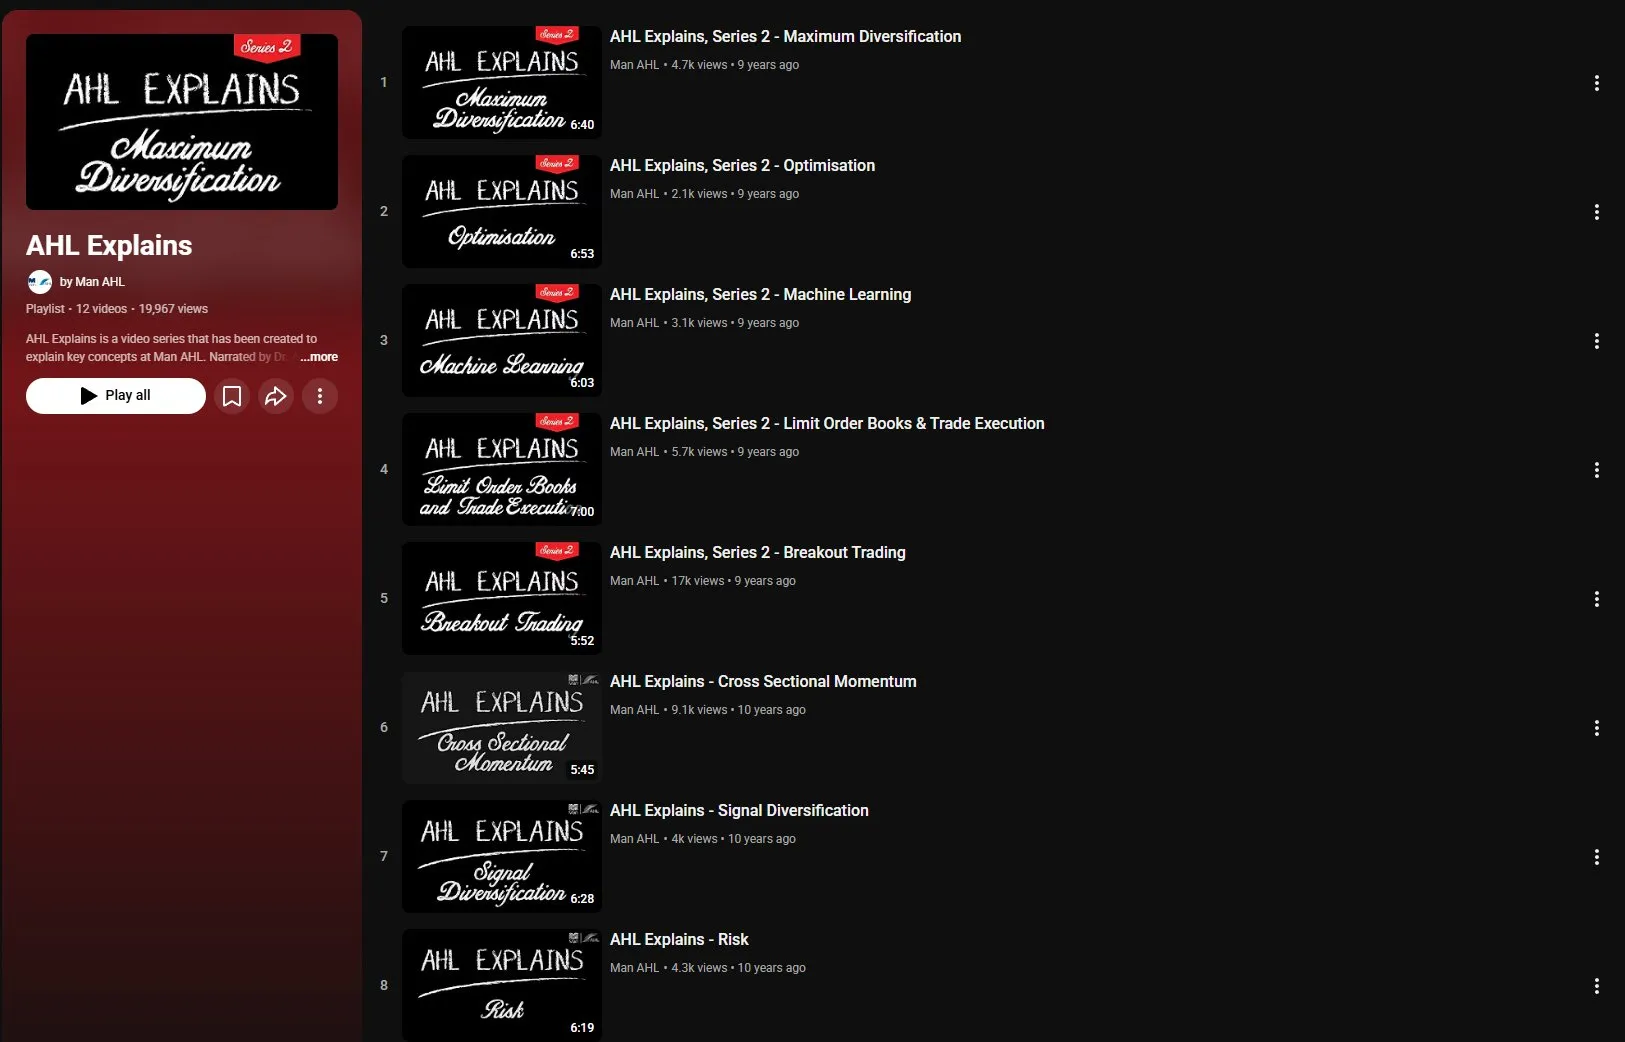 Series 2
AHL EXPLAINS
Maximum
Diversification
AHL Explains
by Man AHL
Playlist • 12 videos • 19,967 views
AHL Explains is a video series that has been created to
explain key concepts at Man AHL. Narrated by Dr. ...more
Play all
1
Series 2
AHL EXPLAINS
Maximum
Diversification
6:40
AHL Explains, Series 2 - Maximum Diversification
Man AHL • 4.7k views • 9 years ago
2
Series 2
AHL EXPLAINS
Optimisation
6:53
AHL Explains, Series 2 - Optimisation
Man AHL • 2.1k views • 9 years ago
3
Series 2
AHL EXPLAINS
Machine Learning
6:03
AHL Explains, Series 2 - Machine Learning
Man AHL • 3.1k views • 9 years ago
4
Series 2
AHL EXPLAINS
Limit Order Books
and Trade Execution
7:00
AHL Explains, Series 2 - Limit Order Books & Trade Execution
Man AHL • 5.7k views • 9 years ago
5
Series 2
AHL EXPLAINS
Breakout Trading
5:52
AHL Explains, Series 2 - Breakout Trading
Man AHL • 17k views • 9 years ago
6
AHL EXPLAINS
Cross Sectional
Momentum
5:45
AHL Explains - Cross Sectional Momentum
Man AHL • 9.1k views • 10 years ago
7
AHL EXPLAINS
Signal
Diversification
6:28
AHL Explains - Signal Diversification
Man AHL • 4k views • 10 years ago
8
AHL EXPLAINS
Risk
6:19
AHL Explains - Risk
Man AHL • 4.3k views • 10 years ago